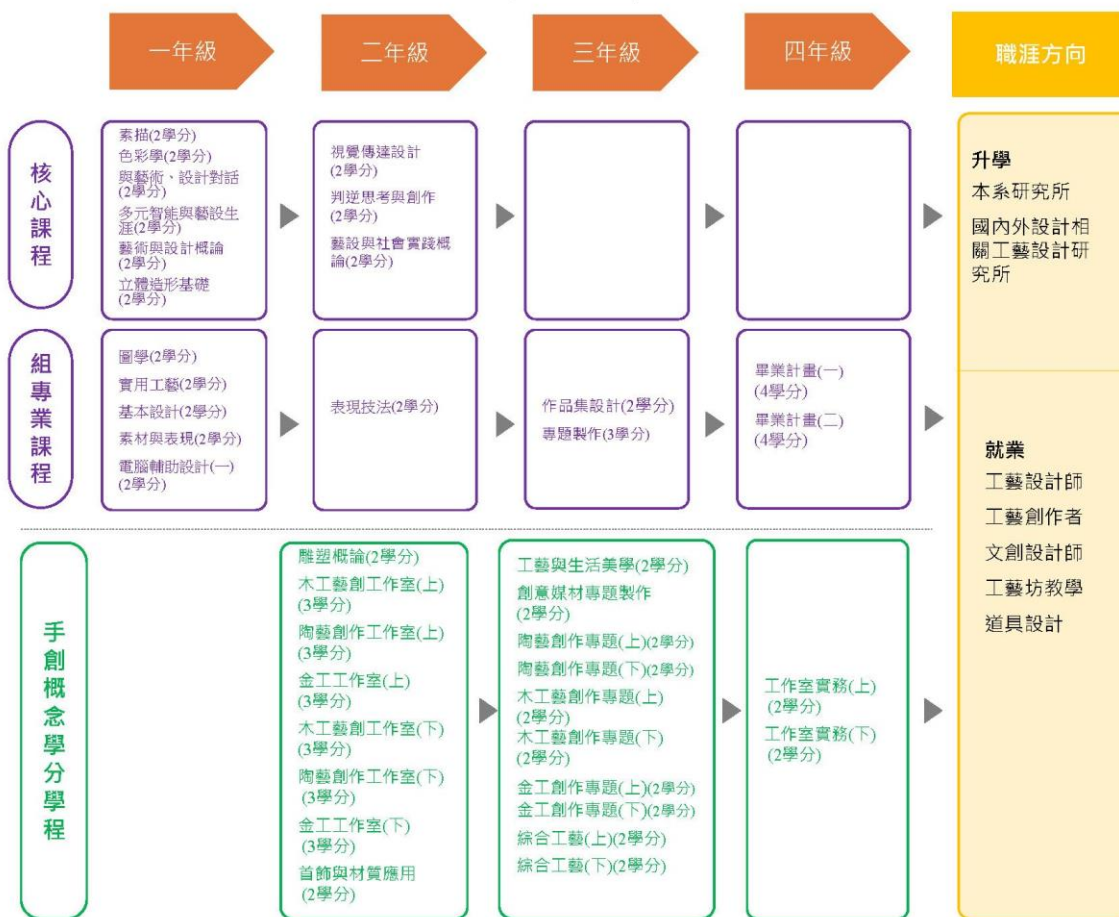 一年級
二年級
三年級
四年級
職涯方向
核心課程
素描(2學分)
色彩學(2學分)
與藝術、設計對話
(2學分)
多元智能與藝設生
涯(2學分)
藝術與設計概論
(2學分)
立體造形基礎
(2學分)
視覺傳達設計
(2學分)
判逆思考與創作
(2學分)
藝設與社會實踐概
論(2學分)
組專業課程
圖學(2學分)
實用工藝(2學分)
基本設計(2學分)
素材與表現(2學分)
電腦輔助設計(一)
(2學分)
表現技法(2學分)
作品集設計(2學分)
專題製作(3學分)
畢業計畫(一)
(4學分)
畢業計畫(二)
(4學分)
手創概念學分學程
雕塑概論(2學分)
木工藝創工作室(上)
(3學分)
陶藝創作工作室(上)
(3學分)
金工工作室(上)
(3學分)
木工藝創工作室(下)
(3學分)
陶藝創作工作室(下)
(3學分)
金工工作室(下)
(3學分)
首飾與材質應用
(2學分)
工藝與生活美學(2學分)
創意媒材專題製作
(2學分)
陶藝創作專題(上)(2學分)
陶藝創作專題(下)(2學分)
木工藝創作專題(上)
(2學分)
木工藝創作專題(下)
(2學分)
金工創作專題(上)(2學分)
金工創作專題(下)(2學分)
綜合工藝(上)(2學分)
綜合工藝(下)(2學分)
工作室實務(上)
(2學分)
工作室實務(下)
(2學分)
升學
本系研究所
國內外設計相
關工藝設計研
究所
就業
工藝設計師
工藝創作者
文創設計師
工藝坊教學
道具設計